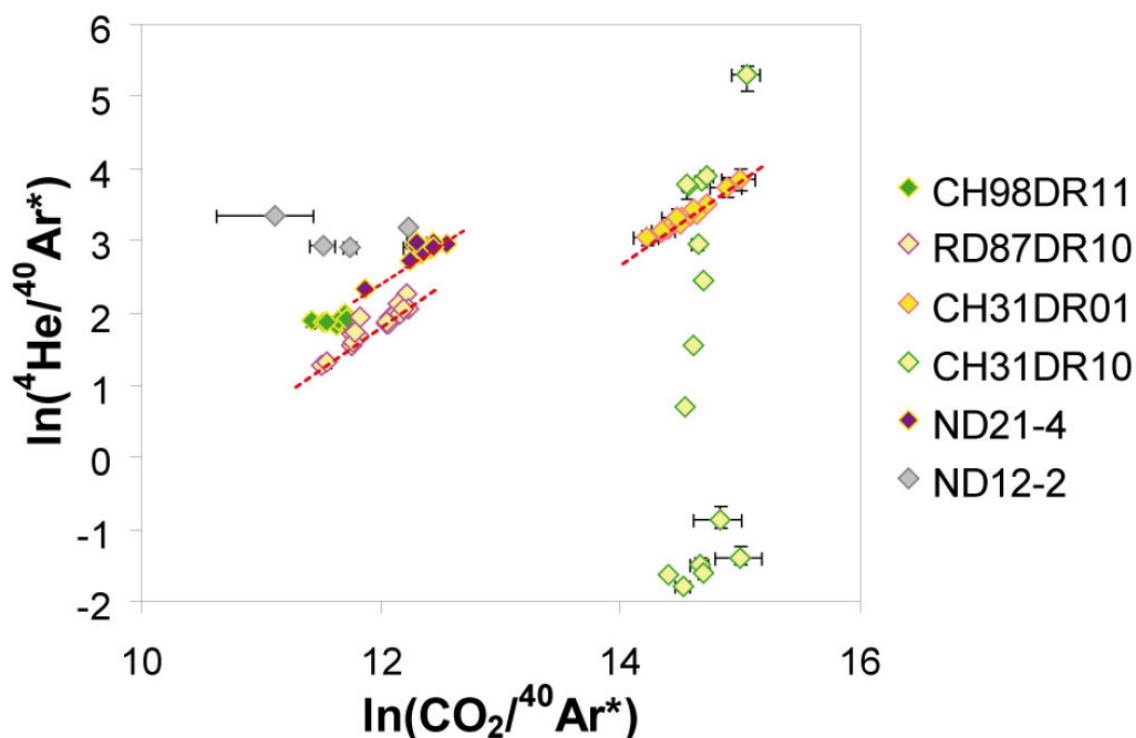 6
5
4
3
2
1
0
-1
-2
10 12 14 16
ln(⁴He/⁴⁰Ar*)
ln(CO₂/⁴⁰Ar*)
CH98DR11
RD87DR10
CH31DR01
CH31DR10
ND21-4
ND12-2